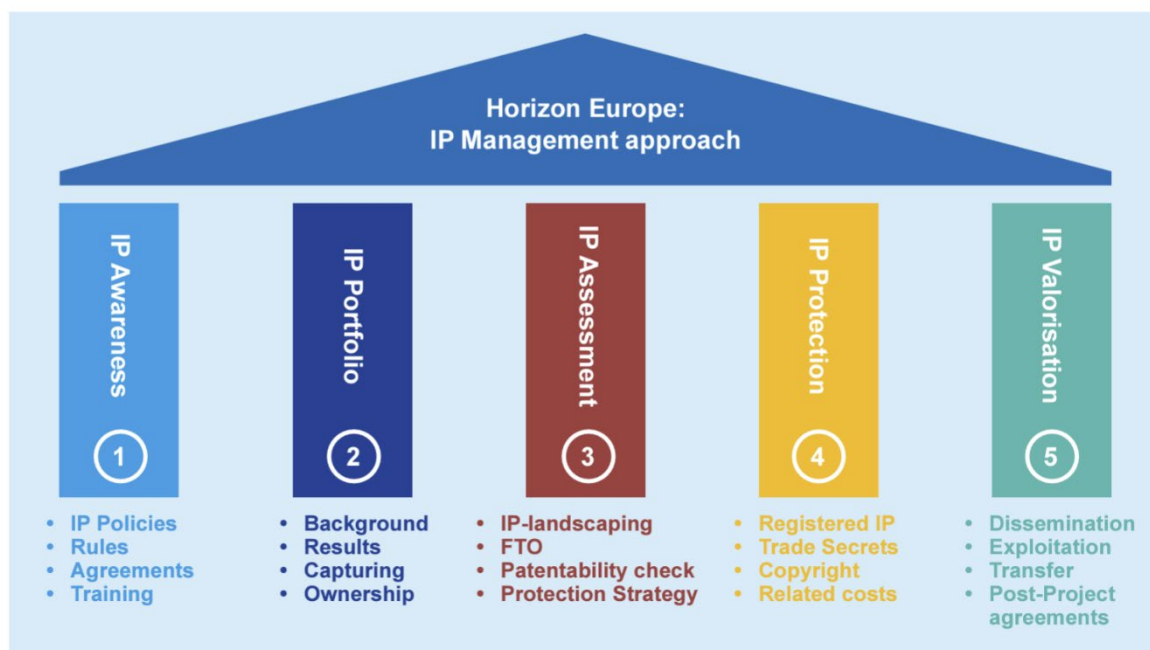 Horizon Europe:
IP Management approach
IP Awareness
1
• IP Policies
• Rules
• Agreements
• Training
IP Portfolio
2
• Background
• Results
• Capturing
• Ownership
IP Assessment
3
• IP-landscaping
• FTO
• Patentability check
• Protection Strategy
IP Protection
4
• Registered IP
• Trade Secrets
• Copyright
• Related costs
IP Valorisation
5
• Dissemination
• Exploitation
• Transfer
• Post-Project
agreements